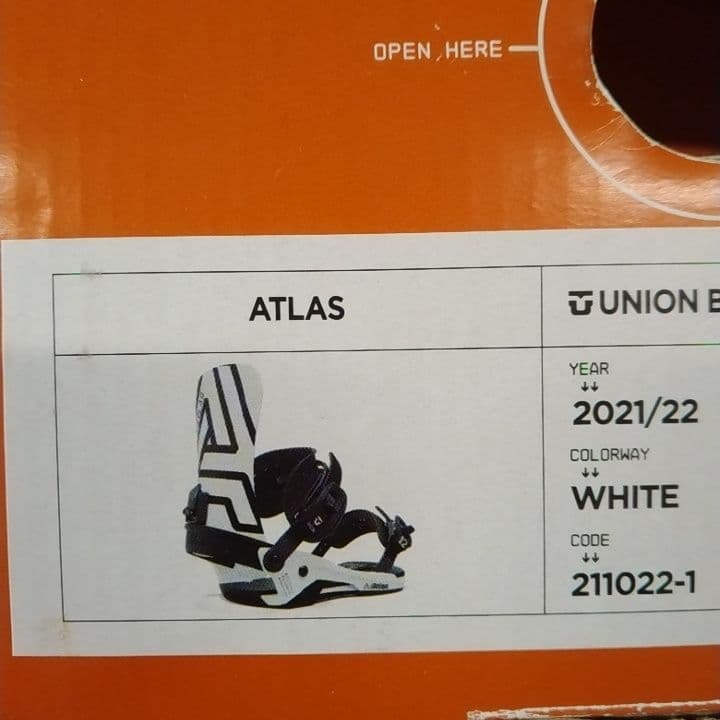 OPEN HERE
ATLAS
UNION
YEAR
↓↓
2021/22
COLORWAY
↓↓
WHITE
CODE
↓↓
211022-1